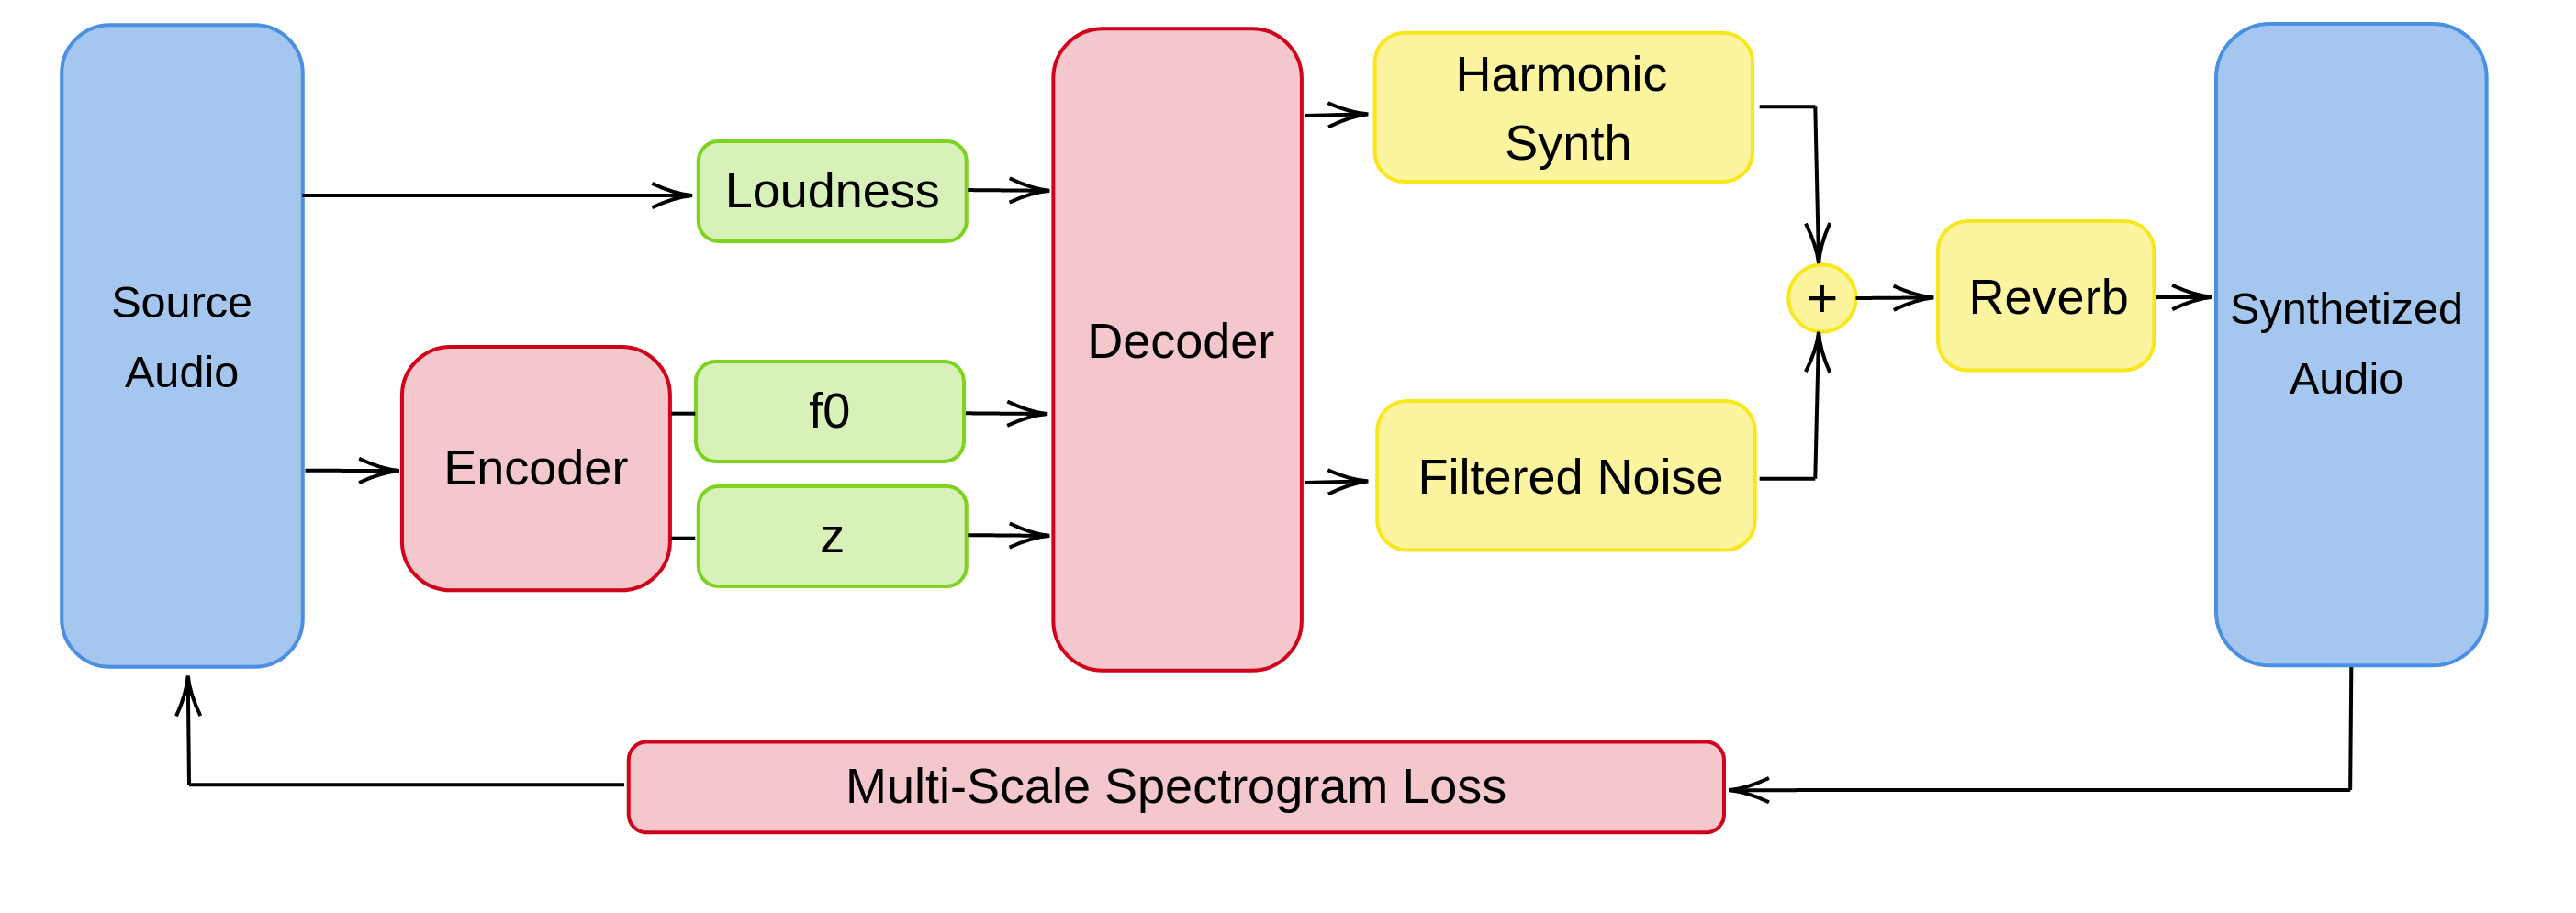 Source
Audio
Loudness
Encoder
f0
z
Decoder
Harmonic
Synth
Filtered Noise
+
Reverb
Synthetized
Audio
Multi-Scale Spectrogram Loss